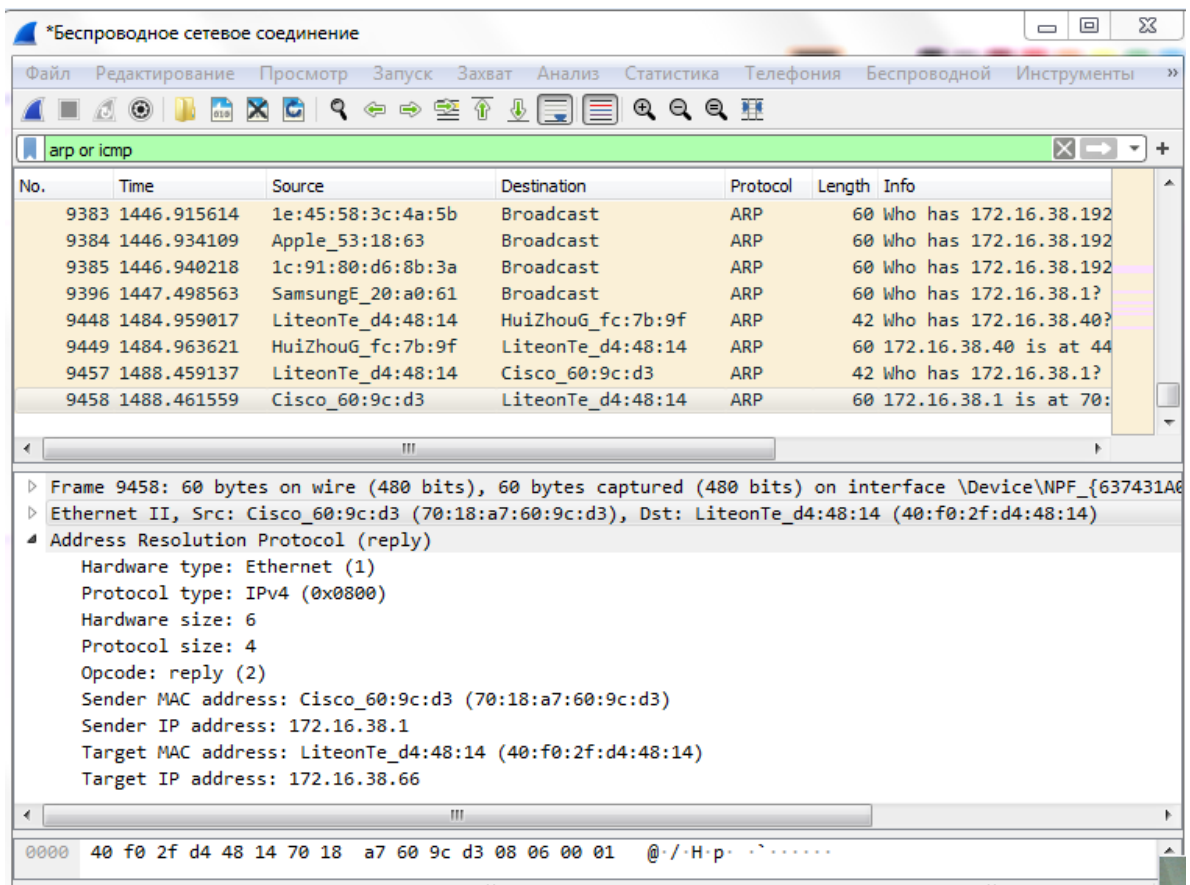 *Беспроводное сетевое соединение
Файл Редактирование Просмотр Запуск Захват Анализ Статистика Телефония Беспроводной Инструменты »
arp or icmp
No. Time Source Destination Protocol Length Info
9383 1446.915614 1e:45:58:3c:4a:5b Broadcast ARP 60 Who has 172.16.38.192
9384 1446.934109 Apple_53:18:63 Broadcast ARP 60 Who has 172.16.38.192
9385 1446.940218 1c:91:80:d6:8b:3a Broadcast ARP 60 Who has 172.16.38.192
9396 1447.498563 SamsungE_20:a0:61 Broadcast ARP 60 Who has 172.16.38.1?
9448 1484.959017 LiteonTe_d4:48:14 HuiZhouG_fc:7b:9f ARP 42 Who has 172.16.38.40?
9449 1484.963621 HuiZhouG_fc:7b:9f LiteonTe_d4:48:14 ARP 60 172.16.38.40 is at 44
9457 1488.459137 LiteonTe_d4:48:14 Cisco_60:9c:d3 ARP 42 Who has 172.16.38.1?
9458 1488.461559 Cisco_60:9c:d3 LiteonTe_d4:48:14 ARP 60 172.16.38.1 is at 70:
Frame 9458: 60 bytes on wire (480 bits), 60 bytes captured (480 bits) on interface \Device\NPF_{637431A0
Ethernet II, Src: Cisco_60:9c:d3 (70:18:a7:60:9c:d3), Dst: LiteonTe_d4:48:14 (40:f0:2f:d4:48:14)
Address Resolution Protocol (reply)
Hardware type: Ethernet (1)
Protocol type: IPv4 (0x0800)
Hardware size: 6
Protocol size: 4
Opcode: reply (2)
Sender MAC address: Cisco_60:9c:d3 (70:18:a7:60:9c:d3)
Sender IP address: 172.16.38.1
Target MAC address: LiteonTe_d4:48:14 (40:f0:2f:d4:48:14)
Target IP address: 172.16.38.66
0000 40 f0 2f d4 48 14 70 18 a7 60 9c d3 08 06 00 01 @·/·H·p· ·`······